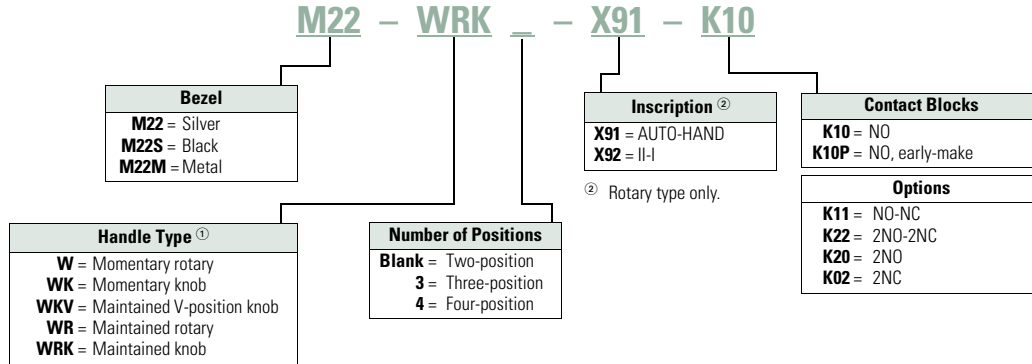 M22 – WRK _ – X91 – K10
Bezel
M22 = Silver
M22S = Black
M22M = Metal
Inscription ②
X91 = AUTO-HAND
X92 = II-I
② Rotary type only.
Contact Blocks
K10 = NO
K10P = NO, early-make
Options
K11 = NO-NC
K22 = 2NO-2NC
K20 = 2NO
K02 = 2NC
Handle Type ①
W = Momentary rotary
WK = Momentary knob
WKV = Maintained V-position knob
WR = Maintained rotary
WRK = Maintained knob
Number of Positions
Blank = Two-position
3 = Three-position
4 = Four-position